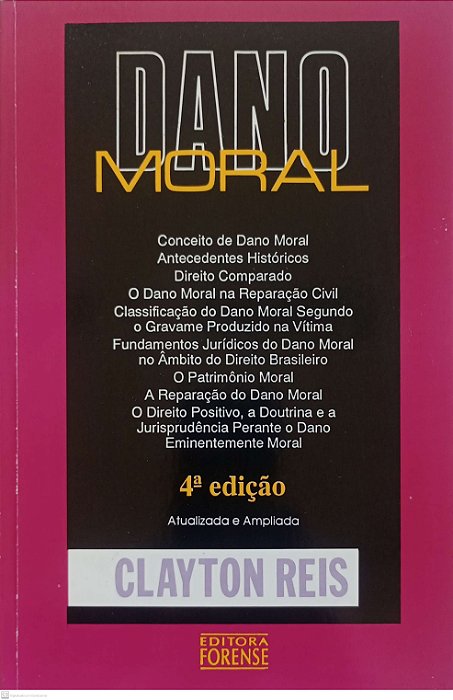 DANO
MORAL
Conceito de Dano Moral
Antecedentes Históricos
Direito Comparado
O Dano Moral na Reparação Civil
Classificação do Dano Moral Segundo
o Gravame Produzido na Vítima
Fundamentos Jurídicos do Dano Moral
no Âmbito do Direito Brasileiro
O Patrimônio Moral
A Reparação do Dano Moral
O Direito Positivo, a Doutrina e a
Jurisprudência Perante o Dano
Eminentemente Moral
4ª edição
Atualizada e Ampliada
CLAYTON REIS
EDITORA
FORENSE